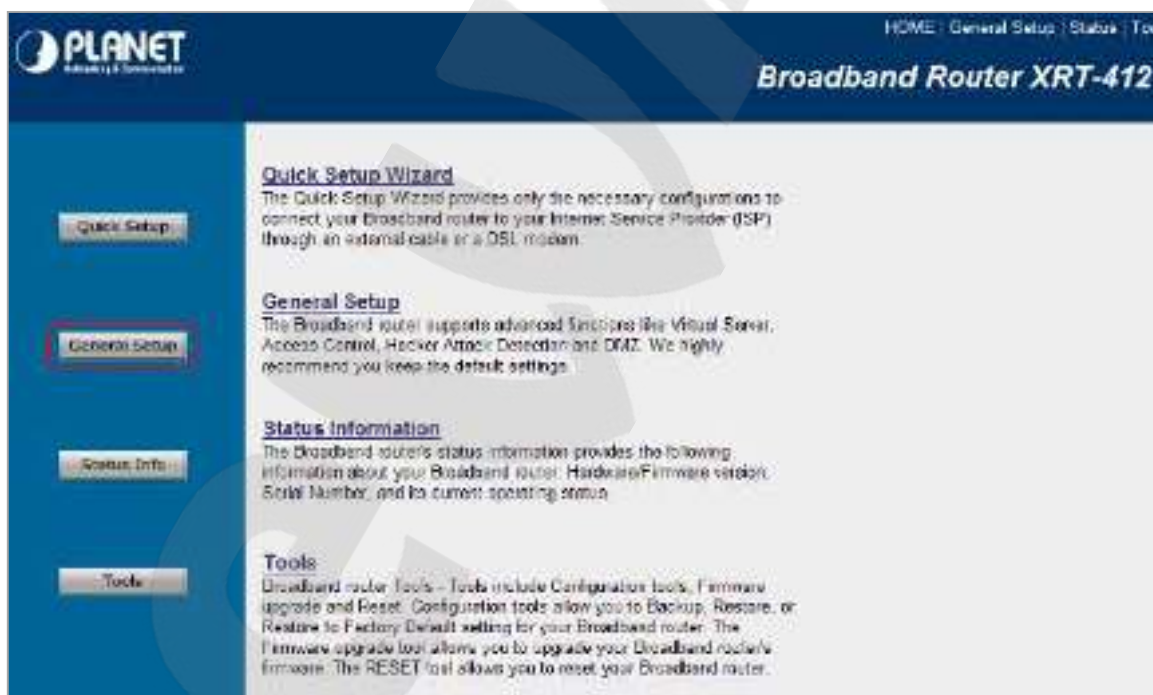 PLANET
Networking & Communication
HOME | General Setup | Status | Too
Broadband Router XRT-412
Quick Setup
General Setup
Status Info
Tools
Quick Setup Wizard
The Quick Setup Wizard provides only the necessary configurations to
connect your Broadband router to your Internet Service Provider (ISP)
through an external cable or a DSL modem.
General Setup
The Broadband router supports advanced functions like Virtual Server,
Access Control, Hacker Attack Detection and DMZ. We highly
recommend you keep the default settings.
Status Information
The Broadband router's status information provides the following
information about your Broadband router: Hardware/Firmware version,
Serial Number, and its current operating status.
Tools
Broadband router Tools - Tools include Configuration tools, Firmware
upgrade and Reset. Configuration tools allow you to Backup, Restore, or
Restore to Factory Default setting for your Broadband router. The
Firmware upgrade tool allows you to upgrade your Broadband router's
firmware. The RESET tool allows you to reset your Broadband router.